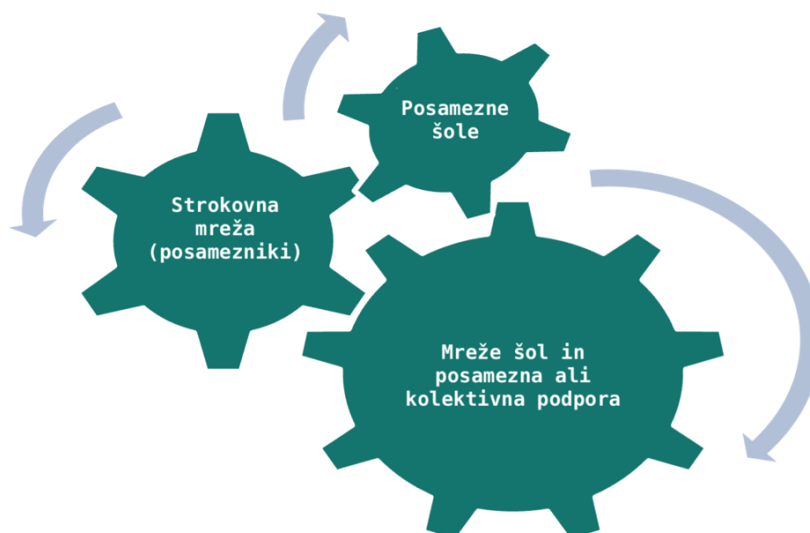 Posamezne
šole
Strokovna
mreža
(posamezniki)
Mreže šol in
posamezna ali
kolektivna podpora